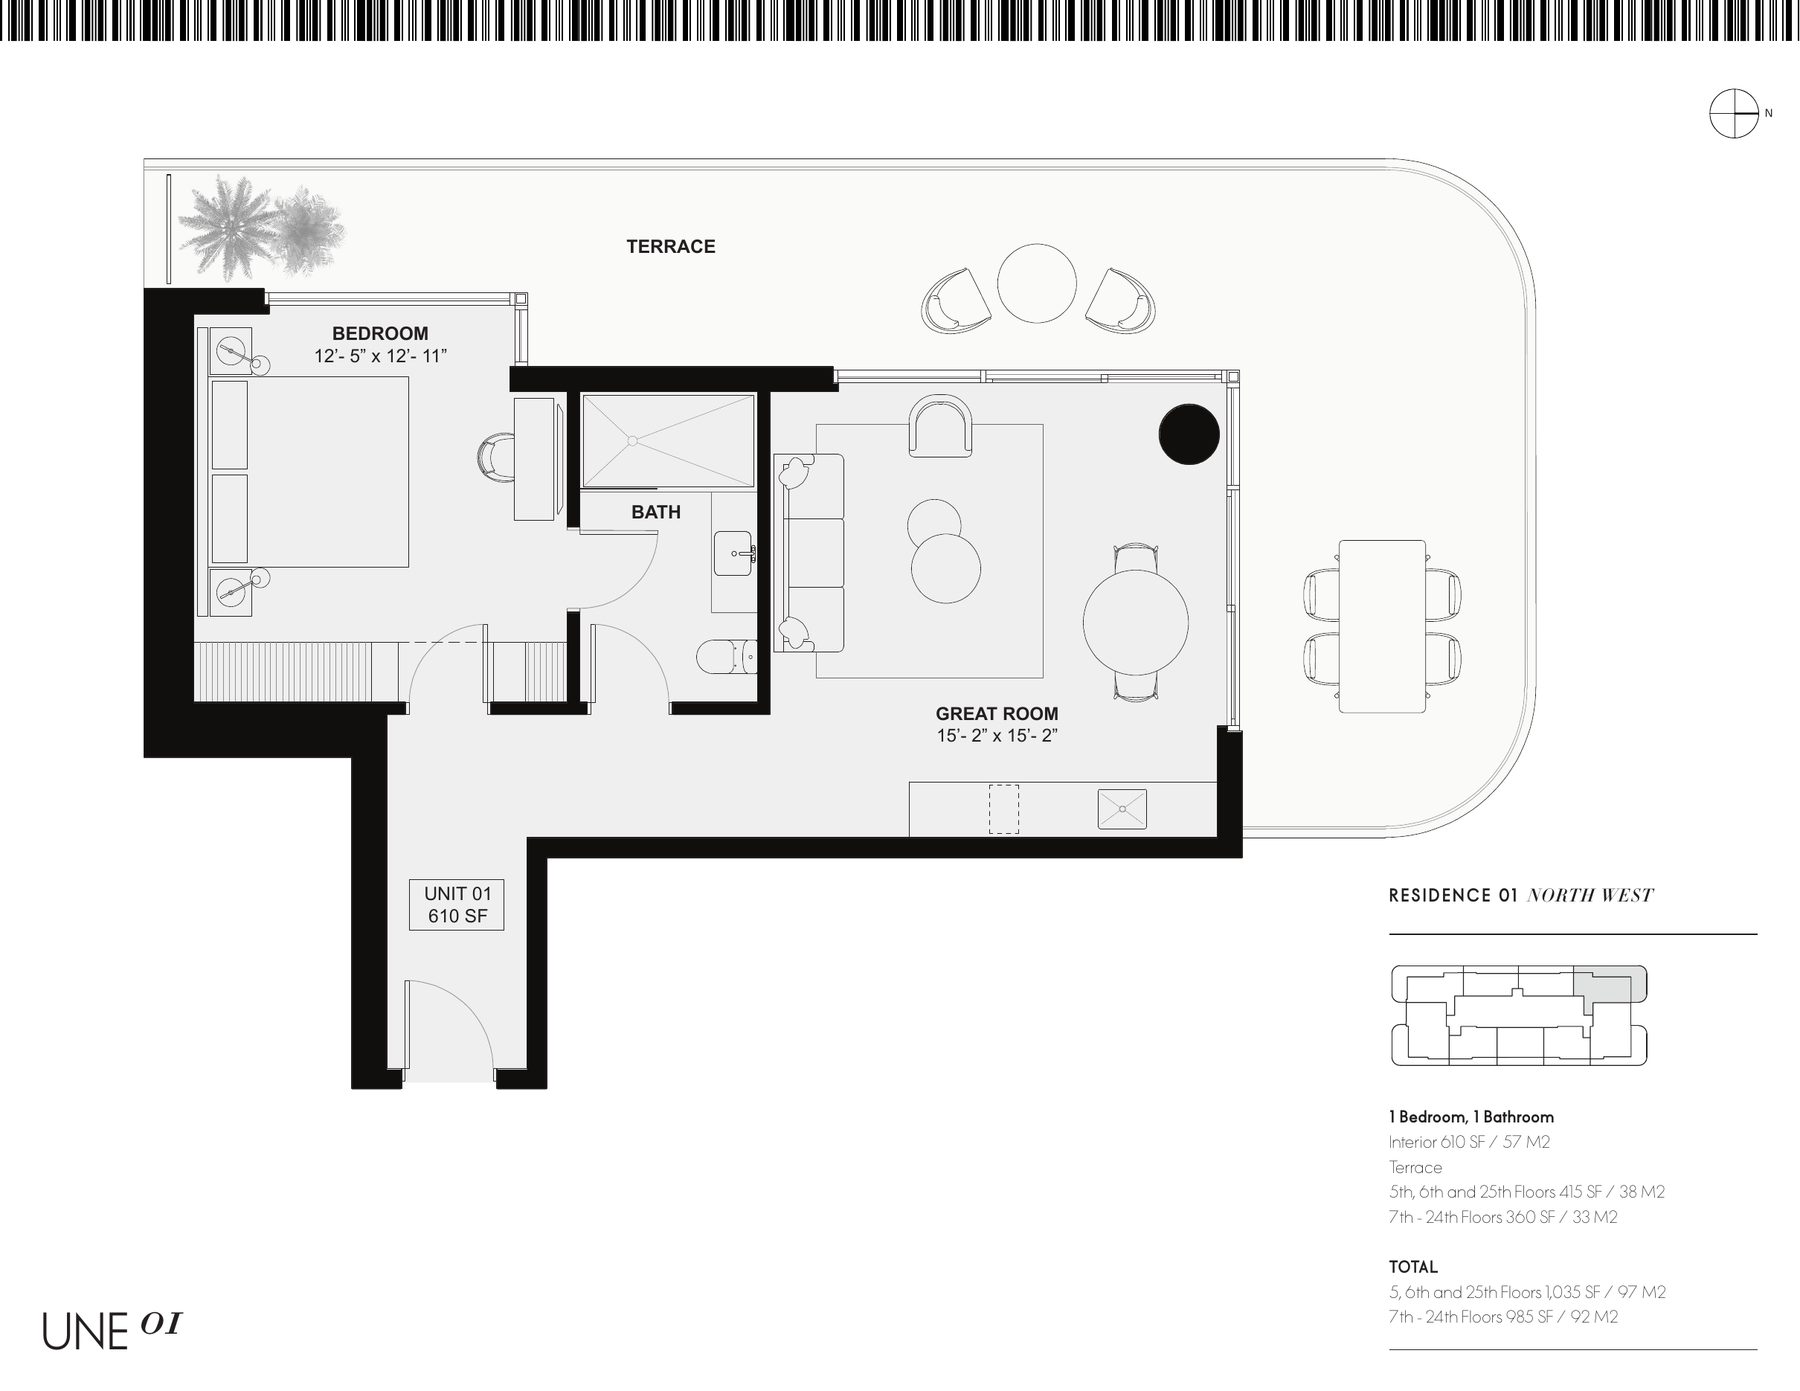 N
TERRACE
BEDROOM
12’- 5” x 12’- 11”
BATH
GREAT ROOM
15’- 2” x 15’- 2”
UNIT 01
610 SF
RESIDENCE 01 NORTH WEST
1 Bedroom, 1 Bathroom
Interior 610 SF / 57 M2
Terrace
5th, 6th and 25th Floors 415 SF / 38 M2
7th - 24th Floors 360 SF / 33 M2
TOTAL
5, 6th and 25th Floors 1,035 SF / 97 M2
7th - 24th Floors 985 SF / 92 M2
UNE 01